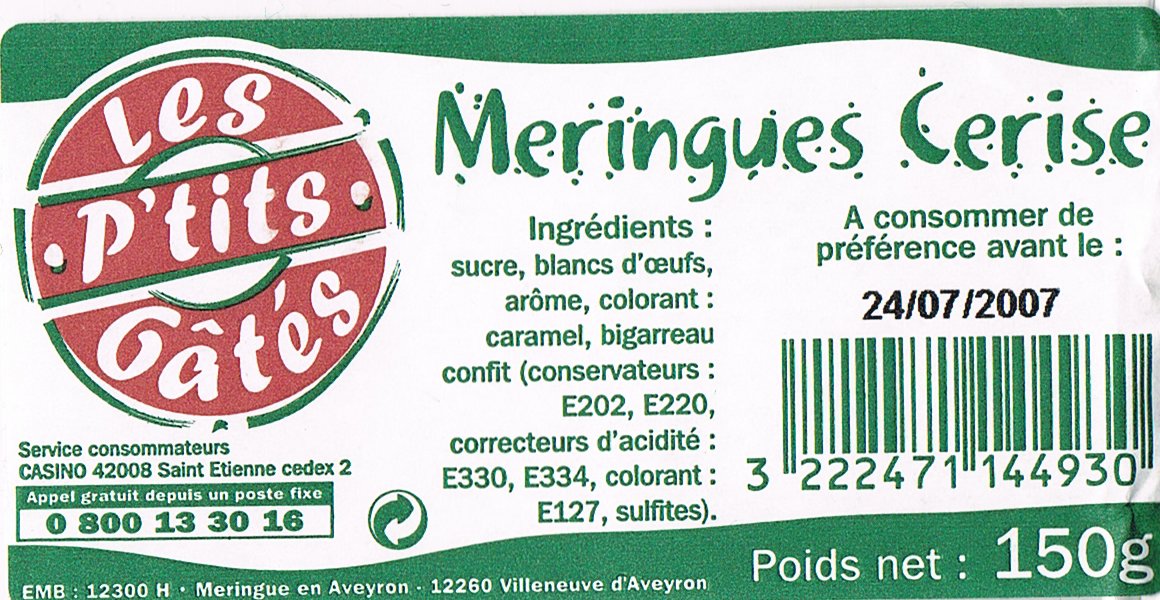 Les
P'tits
Gâtés
Meringues Cerise
Ingrédients :
sucre, blancs d'œufs,
arôme, colorant :
caramel, bigarreau
confit (conservateurs :
E202, E220,
correcteurs d'acidité :
E330, E334, colorant :
E127, sulfites).
A consommer de
préférence avant le :
24/07/2007
3 222471 144930
Poids net : 150g
Service consommateurs
CASINO 42008 Saint Etienne cedex 2
Appel gratuit depuis un poste fixe
0 800 13 30 16
EMB : 12300 H · Meringue en Aveyron - 12260 Villeneuve d'Aveyron